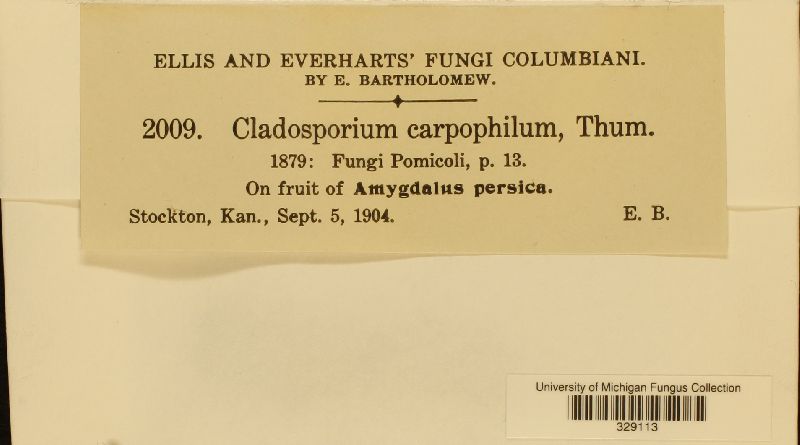 ELLIS AND EVERHARTS' FUNGI COLUMBIANI.
BY E. BARTHOLOMEW.
2009. Cladosporium carpophilum, Thum.
1879: Fungi Pomicoli, p. 13.
On fruit of Amygdalus persica.
Stockton, Kan., Sept. 5, 1904. E. B.
University of Michigan Fungus Collection
329113